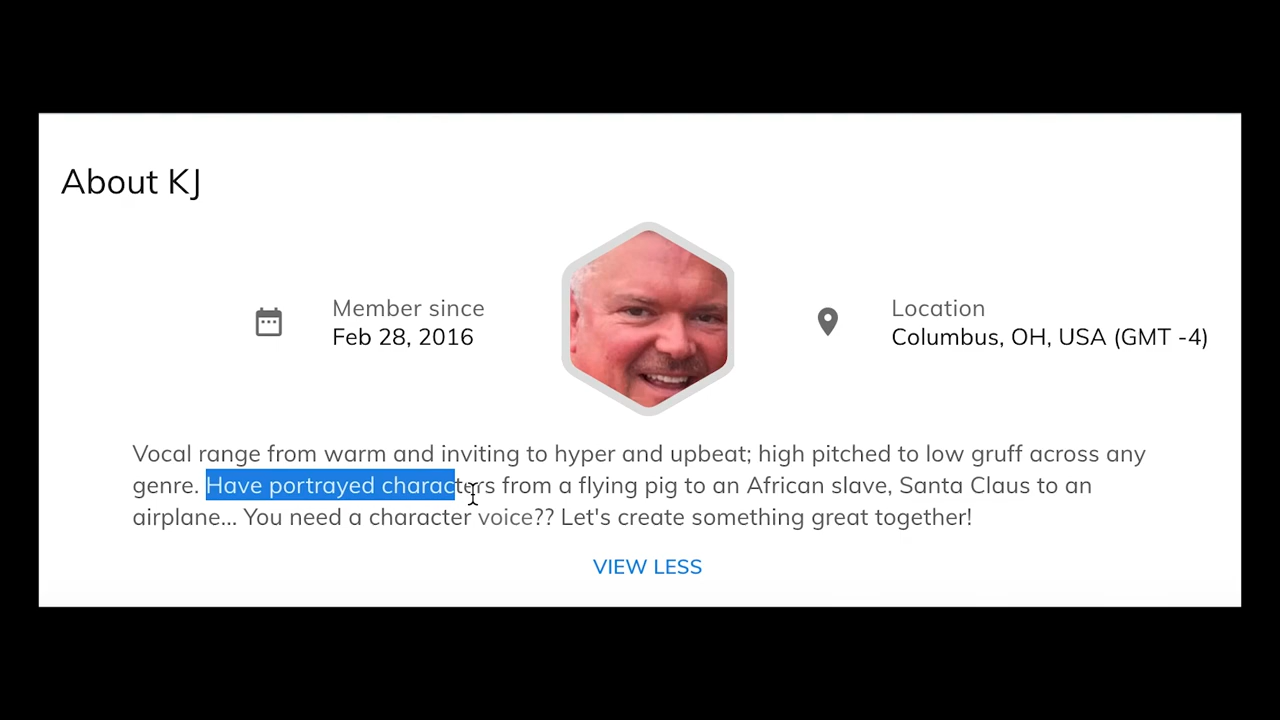 About KJ
Member since
Feb 28, 2016
Location
Columbus, OH, USA (GMT -4)
Vocal range from warm and inviting to hyper and upbeat; high pitched to low gruff across any
genre. Have portrayed characters from a flying pig to an African slave, Santa Claus to an
airplane... You need a character voice?? Let's create something great together!
VIEW LESS